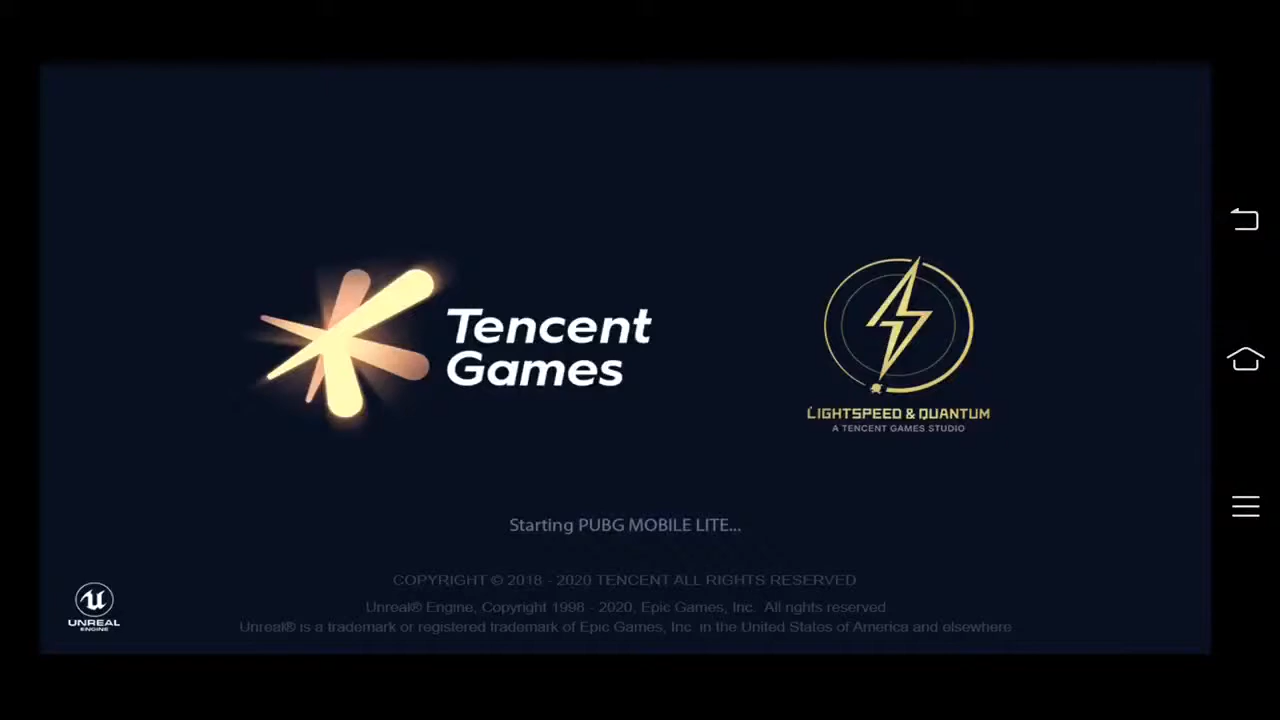 Tencent
Games
LIGHTSPEED & QUANTUM
A TENCENT GAMES STUDIO
Starting PUBG MOBILE LITE...
COPYRIGHT © 2018 - 2020 TENCENT ALL RIGHTS RESERVED
Unreal® Engine, Copyright 1998 - 2020, Epic Games, Inc. All rights reserved
Unreal® is a trademark or registered trademark of Epic Games, Inc in the United States of America and elsewhere
UNREAL
ENGINE